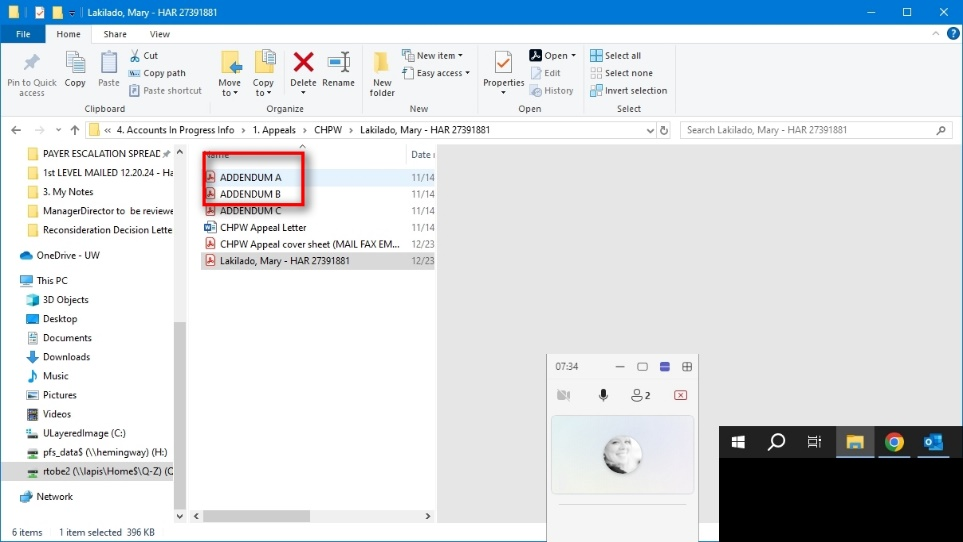 Lakilado, Mary - HAR 27391881
File Home Share View
Pin to Quick access
Copy
Paste
Cut
Copy path
Paste shortcut
Clipboard
Move to
Copy to
Delete
Rename
Organize
New folder
New item
Easy access
New
Properties
Open
Edit
History
Open
Select all
Select none
Invert selection
Select
« 4. Accounts In Progress Info › 1. Appeals › CHPW › Lakilado, Mary - HAR 27391881
Search Lakilado, Mary - HAR 27391881
PAYER ESCALATION SPREAD
1st LEVEL MAILED 12.20.24 - Ha
3. My Notes
ManagerDirector to be reviewe
Reconsideration Decision Lette
OneDrive - UW
This PC
3D Objects
Desktop
Documents
Downloads
Music
Pictures
Videos
ULayeredImage (C:)
pfs_data$ (\\hemingway) (H:)
rtobe2 (\\lapis\Home$\Q-Z) (Q
Network
Name Date
ADDENDUM A 11/14
ADDENDUM B 11/14
ADDENDUM C 11/14
CHPW Appeal Letter 11/14
CHPW Appeal cover sheet (MAIL FAX EM... 12/23
Lakilado, Mary - HAR 27391881 12/23
07:34
2
6 items 1 item selected 396 KB